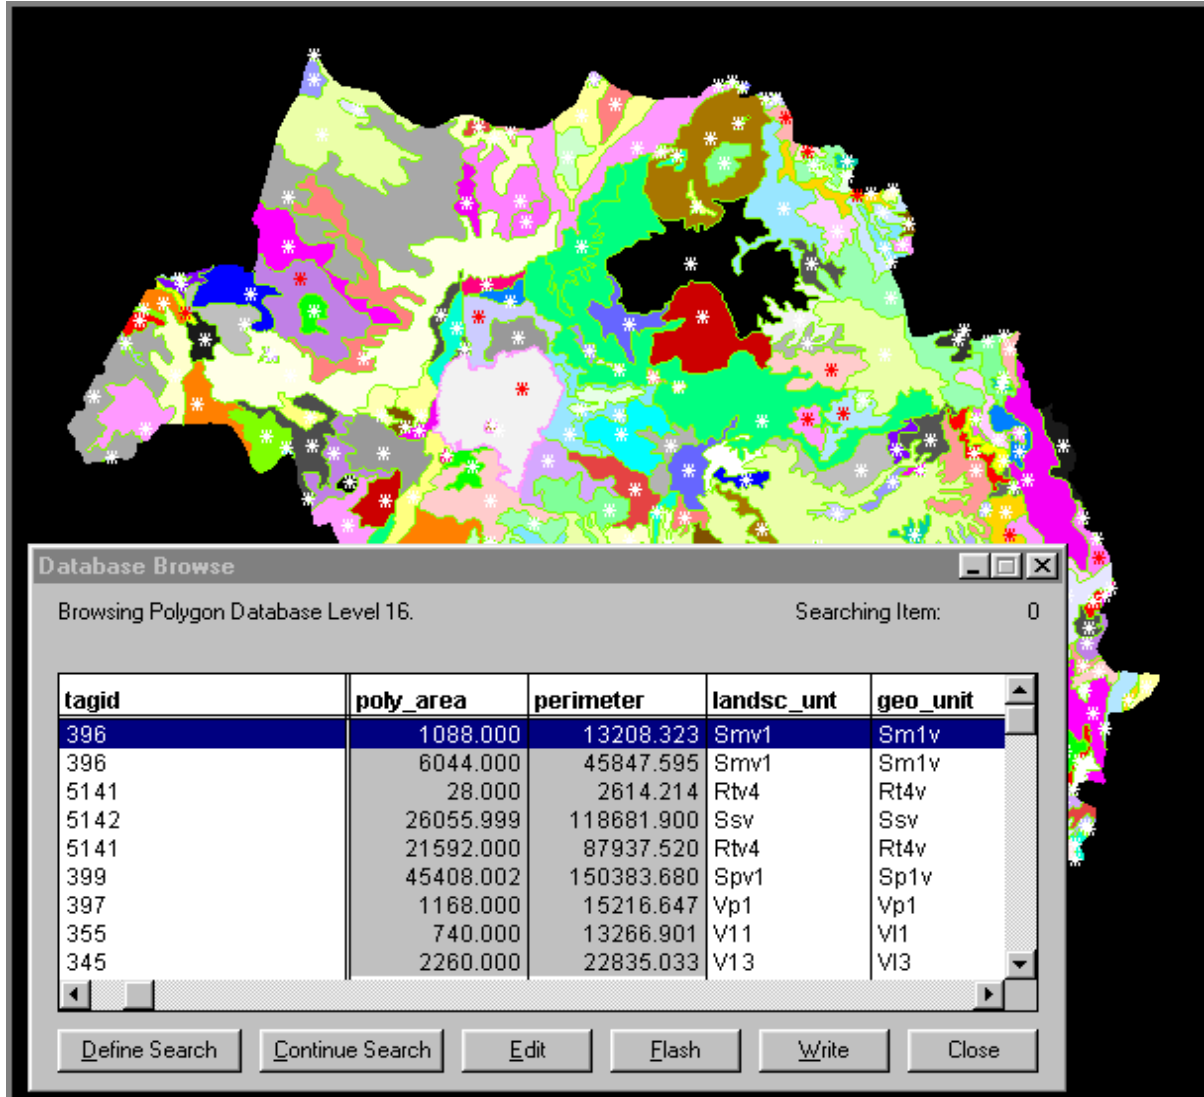 Database Browse
Browsing Polygon Database Level 16. Searching Item: 0
tagid poly_area perimeter landsc_unt geo_unit
396 1088.000 13208.323 Smv1 Sm1v
396 6044.000 45847.595 Smv1 Sm1v
5141 28.000 2614.214 Rtv4 Rt4v
5142 26055.999 118681.900 Ssv Ssv
5141 21592.000 87937.520 Rtv4 Rt4v
399 45408.002 150383.680 Spv1 Sp1v
397 1168.000 15216.647 Vp1 Vp1
355 740.000 13266.901 V11 Vl1
345 2260.000 22835.033 V13 Vl3
Define Search Continue Search Edit Flash Write Close